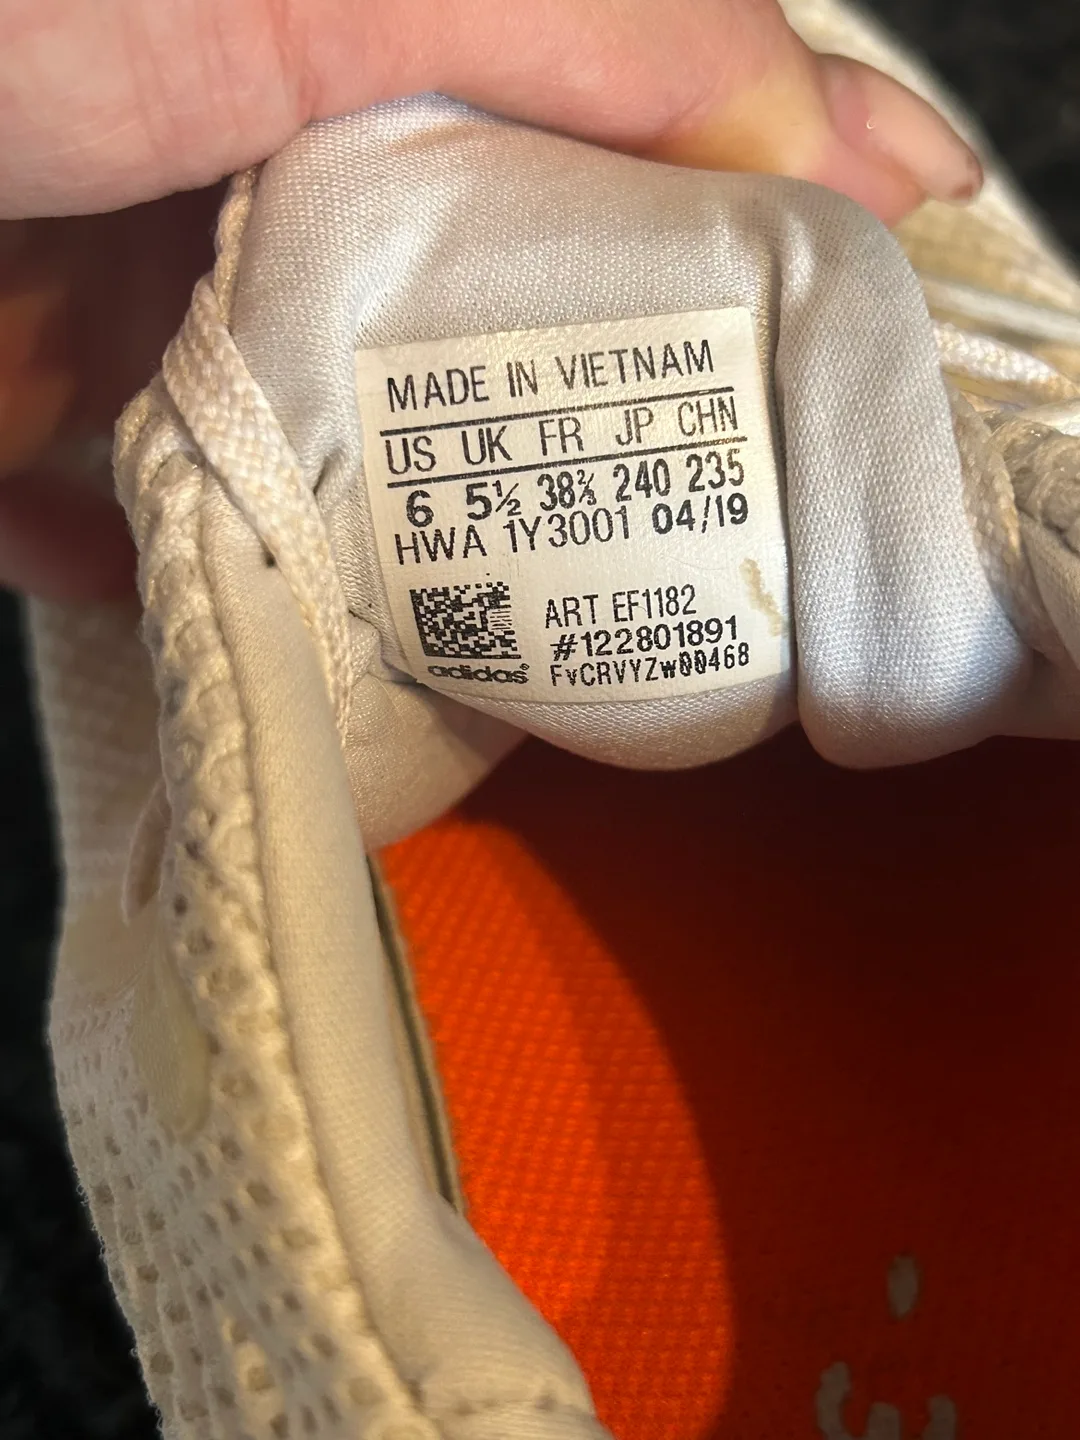 MADE IN VIETNAM
US UK FR JP CHN
6 5½ 38⅔ 240 235
HWA 1Y3001 04/19
ART EF1182
#122801891
adidas® FvCRVYZw00468